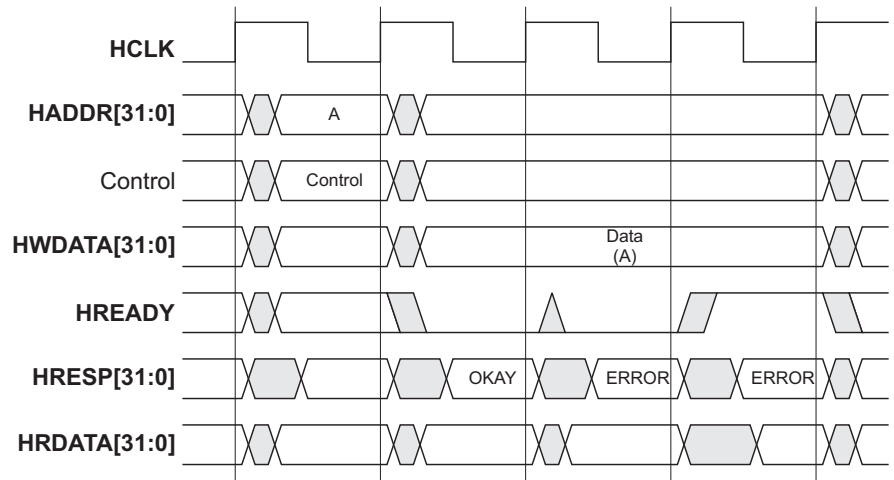 HCLK
HADDR[31:0]
A
Control
Control
HWDATA[31:0]
Data
(A)
HREADY
HRESP[31:0]
OKAY
ERROR
ERROR
HRDATA[31:0]